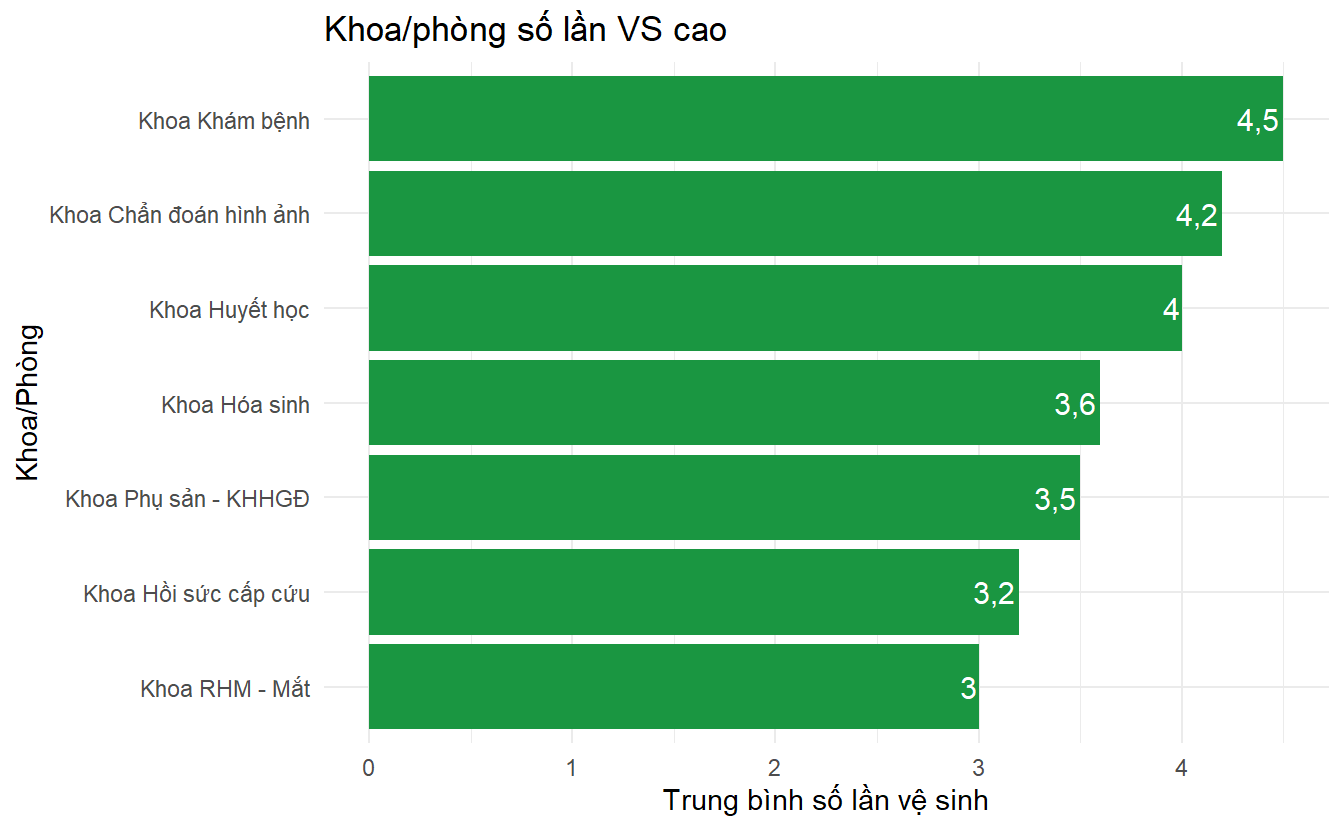 Khoa/phòng số lần VS cao
Khoa/Phòng
Khoa Khám bệnh
4,5
Khoa Chẩn đoán hình ảnh
4,2
Khoa Huyết học
4
Khoa Hóa sinh
3,6
Khoa Phụ sản - KHHGĐ
3,5
Khoa Hồi sức cấp cứu
3,2
Khoa RHM - Mắt
3
0 1 2 3 4
Trung bình số lần vệ sinh